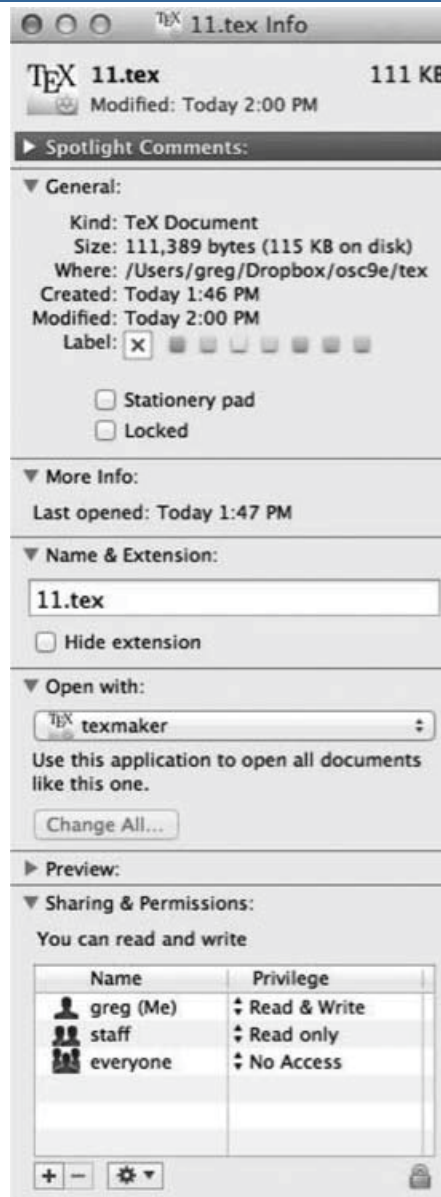 TEX 11.tex Info
TEX 11.tex 111 KB
Modified: Today 2:00 PM
Spotlight Comments:
General:
Kind: TeX Document
Size: 111,389 bytes (115 KB on disk)
Where: /Users/greg/Dropbox/osc9e/tex
Created: Today 1:46 PM
Modified: Today 2:00 PM
Label: x
Stationery pad
Locked
More Info:
Last opened: Today 1:47 PM
Name & Extension:
11.tex
Hide extension
Open with:
TEX texmaker
Use this application to open all documents
like this one.
Change All...
Preview:
Sharing & Permissions:
You can read and write
Name Privilege
greg (Me) Read & Write
staff Read only
everyone No Access